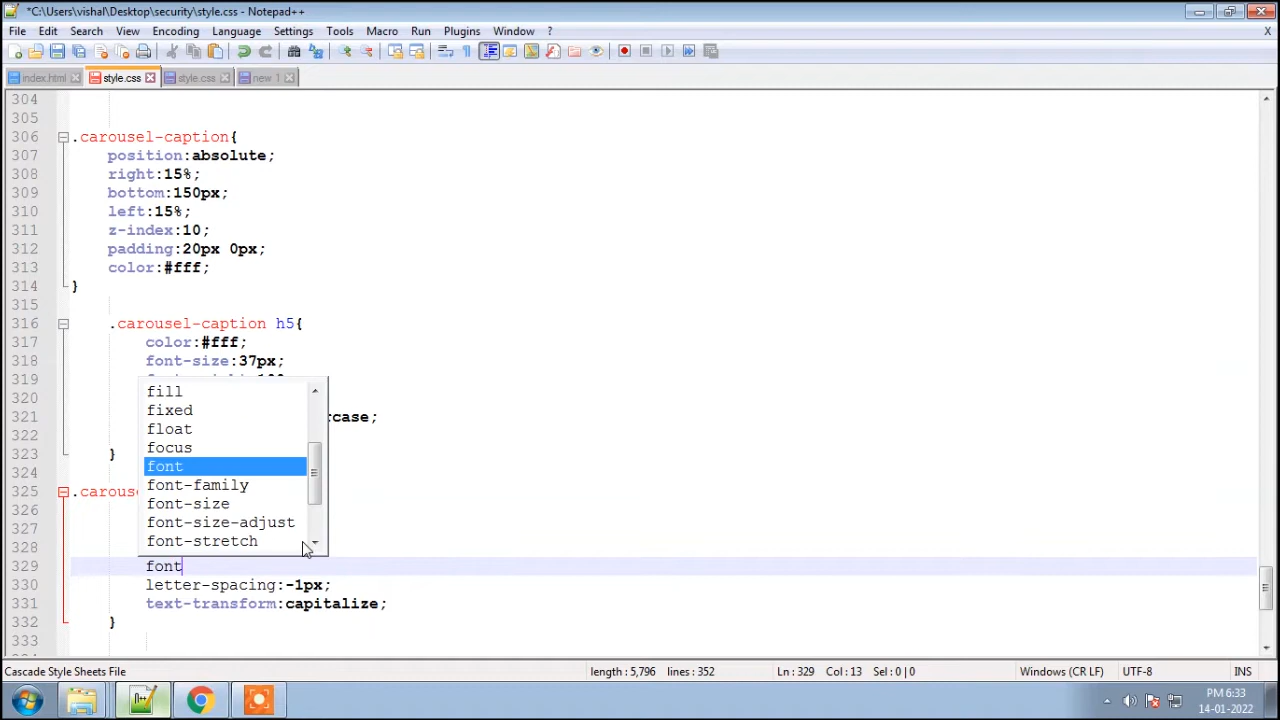 *C:\Users\vishal\Desktop\security\style.css - Notepad++
File Edit Search View Encoding Language Settings Tools Macro Run Plugins Window ? X
index.html style.css style.css new 1
304
305
306 .carousel-caption{
307 position:absolute;
308 right:15%;
309 bottom:150px;
310 left:15%;
311 z-index:10;
312 padding:20px 0px;
313 color:#fff;
314 }
315
316 .carousel-caption h5{
317 color:#fff;
318 font-size:37px;
319
320
321 rcase;
322
323 }
324
325 .carous
326
327
328
329 font
330 letter-spacing:-1px;
331 text-transform:capitalize;
332 }
333
fill
fixed
float
focus
font
font-family
font-size
font-size-adjust
font-stretch
Cascade Style Sheets File length : 5,796 lines : 352 Ln : 329 Col : 13 Sel : 0 | 0 Windows (CR LF) UTF-8 INS
PM 6:33
14-01-2022